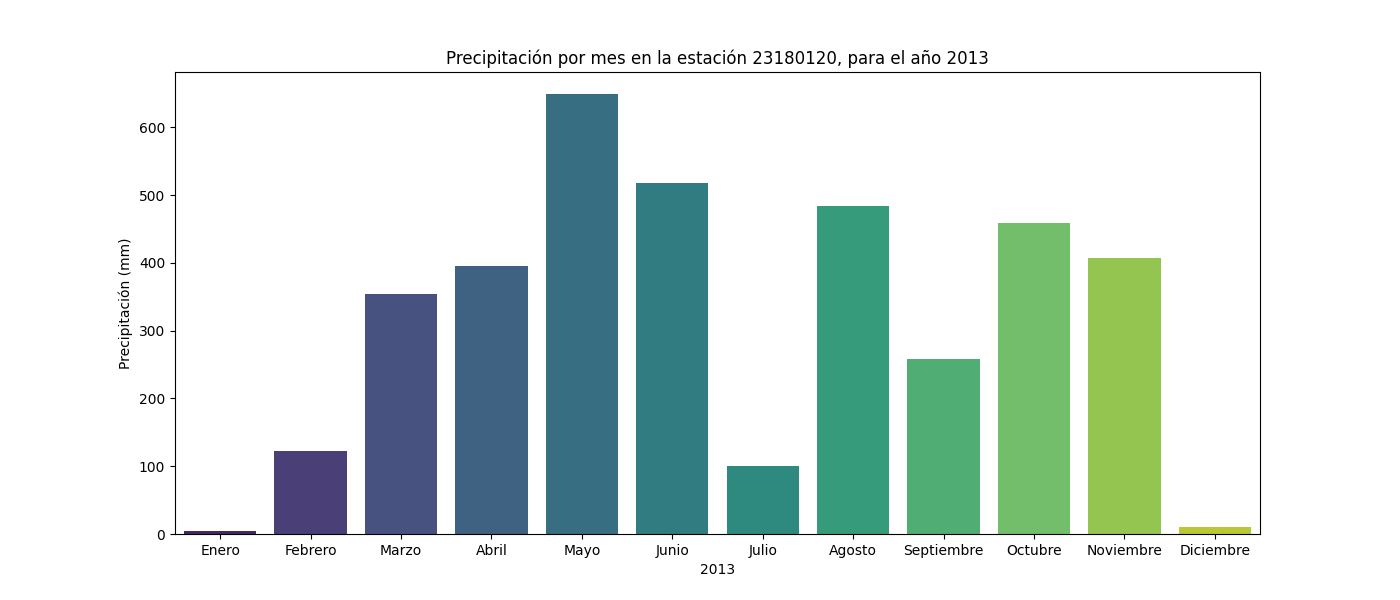 Precipitación por mes en la estación 23180120, para el año 2013
Precipitación (mm)
600
500
400
300
200
100
0
Enero Febrero Marzo Abril Mayo Junio Julio Agosto Septiembre Octubre Noviembre Diciembre
2013